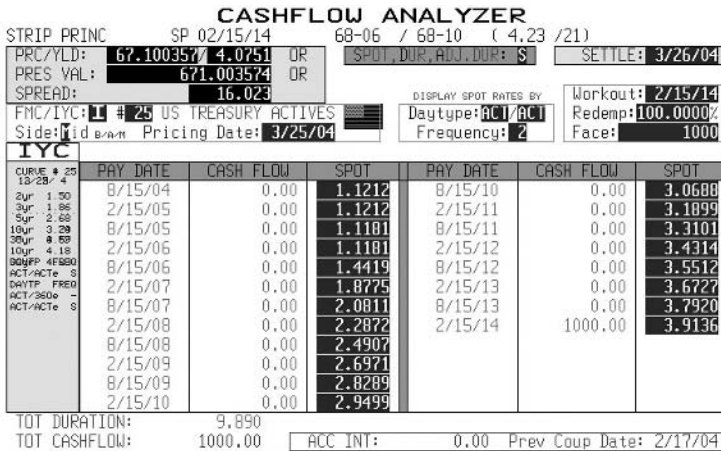 CASHFLOW ANALYZER
STRIP PRINC SP 02/15/14 68-06 / 68-10 ( 4.23 /21)
PRC/YLD: 67.100357/ 4.0751 OR SPOT,DUR,ADJ.DUR: S SETTLE: 3/26/04
PRES VAL: 671.003574 OR
SPREAD: 16.023 DISPLAY SPOT RATES BY Workout: 2/15/14
FMC/IYC: I # 25 US TREASURY ACTIVES Daytype: ACT/ACT Redemp: 100.0000%
Side: Mid B/A/M Pricing Date: 3/25/04 Frequency: 2 Face: 1000
IYC
CURVE # 25
2yr 1.50
3yr 1.86
5yr 2.68
10yr 4.18
ACT/ACTe S
DAYTP FREQ
ACT/360e -
ACT/ACTe S
PAY DATE CASH FLOW SPOT PAY DATE CASH FLOW SPOT
8/15/04 0.00 1.1212 8/15/10 0.00 3.0688
2/15/05 0.00 1.1212 2/15/11 0.00 3.1899
8/15/05 0.00 1.1181 8/15/11 0.00 3.3101
2/15/06 0.00 1.1181 2/15/12 0.00 3.4314
8/15/06 0.00 1.4419 8/15/12 0.00 3.5512
2/15/07 0.00 1.8775 2/15/13 0.00 3.6727
8/15/07 0.00 2.0811 8/15/13 0.00 3.7920
2/15/08 0.00 2.2872 2/15/14 1000.00 3.9136
8/15/08 0.00 2.4907
2/15/09 0.00 2.6971
8/15/09 0.00 2.8289
2/15/10 0.00 2.9499
TOT DURATION: 9.890
TOT CASHFLOW: 1000.00 ACC INT: 0.00 Prev Coup Date: 2/17/04